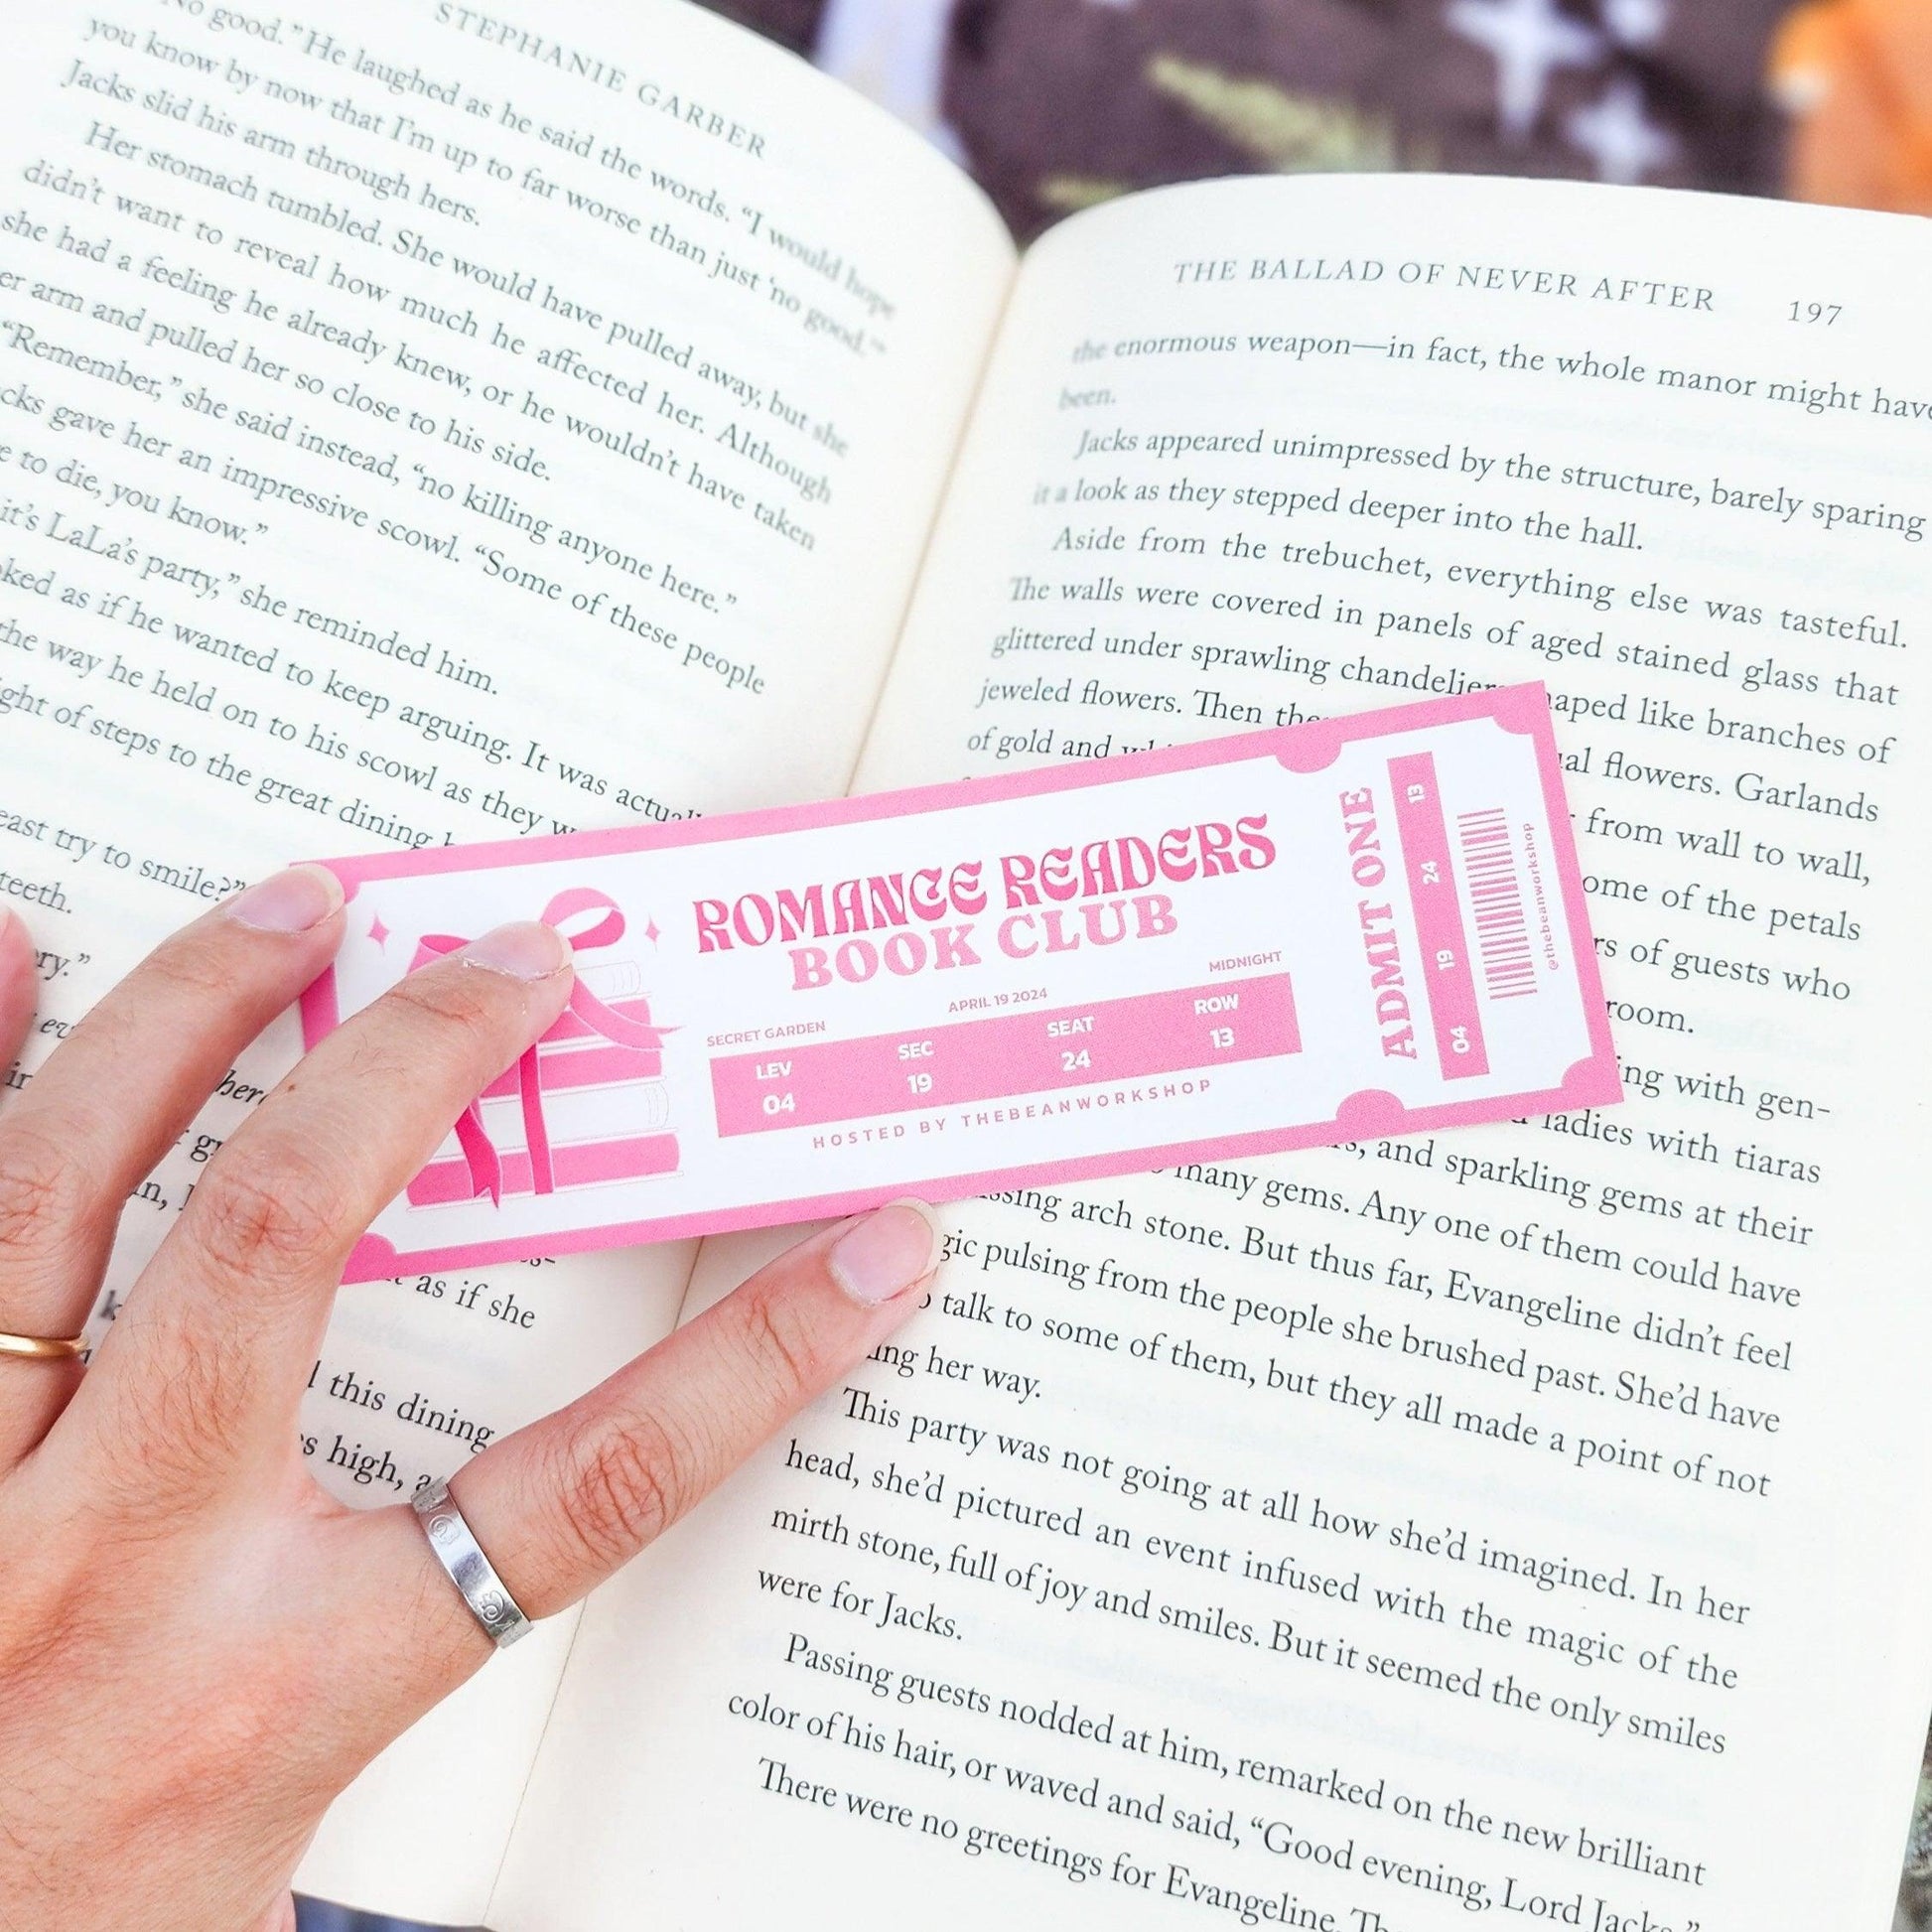 STEPHANIE GARBER
No good." He laughed as he said the words. "I would hope
you know by now that I'm up to far worse than just 'no good.'"
Jacks slid his arm through hers.
Her stomach tumbled. She would have pulled away, but she
didn't want to reveal how much he affected her. Although
she had a feeling he already knew, or he wouldn't have taken
er arm and pulled her so close to his side.
"Remember," she said instead, "no killing anyone here."
cks gave her an impressive scowl. "Some of these people
e to die, you know."
it's LaLa's party," she reminded him.
ked as if he wanted to keep arguing. It was actu
the way he held on to his scowl as they w
ght of steps to the great dining
east try to smile?"
teeth.
ry."
as if she
this dining
s high, a
THE BALLAD OF NEVER AFTER 197
the enormous weapon—in fact, the whole manor might have
been.
Jacks appeared unimpressed by the structure, barely sparing
it a look as they stepped deeper into the hall.
Aside from the trebuchet, everything else was tasteful.
The walls were covered in panels of aged stained glass that
glittered under sprawling chandeliers haped like branches of
jeweled flowers. Then the ual flowers. Garlands
of gold and from wall to wall,
ome of the petals
rs of guests who
room.
ing with gen-
ladies with tiaras
s, and sparkling gems at their
many gems. Any one of them could have
ssing arch stone. But thus far, Evangeline didn't feel
gic pulsing from the people she brushed past. She'd have
o talk to some of them, but they all made a point of not
ing her way.
This party was not going at all how she'd imagined. In her
head, she'd pictured an event infused with the magic of the
mirth stone, full of joy and smiles. But it seemed the only smiles
were for Jacks.
Passing guests nodded at him, remarked on the new brilliant
color of his hair, or waved and said, "Good evening, Lord Jacks."
There were no greetings for Evangeline. Th
ROMANCE READERS
BOOK CLUB
SECRET GARDEN APRIL 19 2024 MIDNIGHT
LEV SEC SEAT ROW
04 19 24 13
HOSTED BY THEBEANWORKSHOP
ADMIT ONE
04 19 24 13
@thebeanworkshop